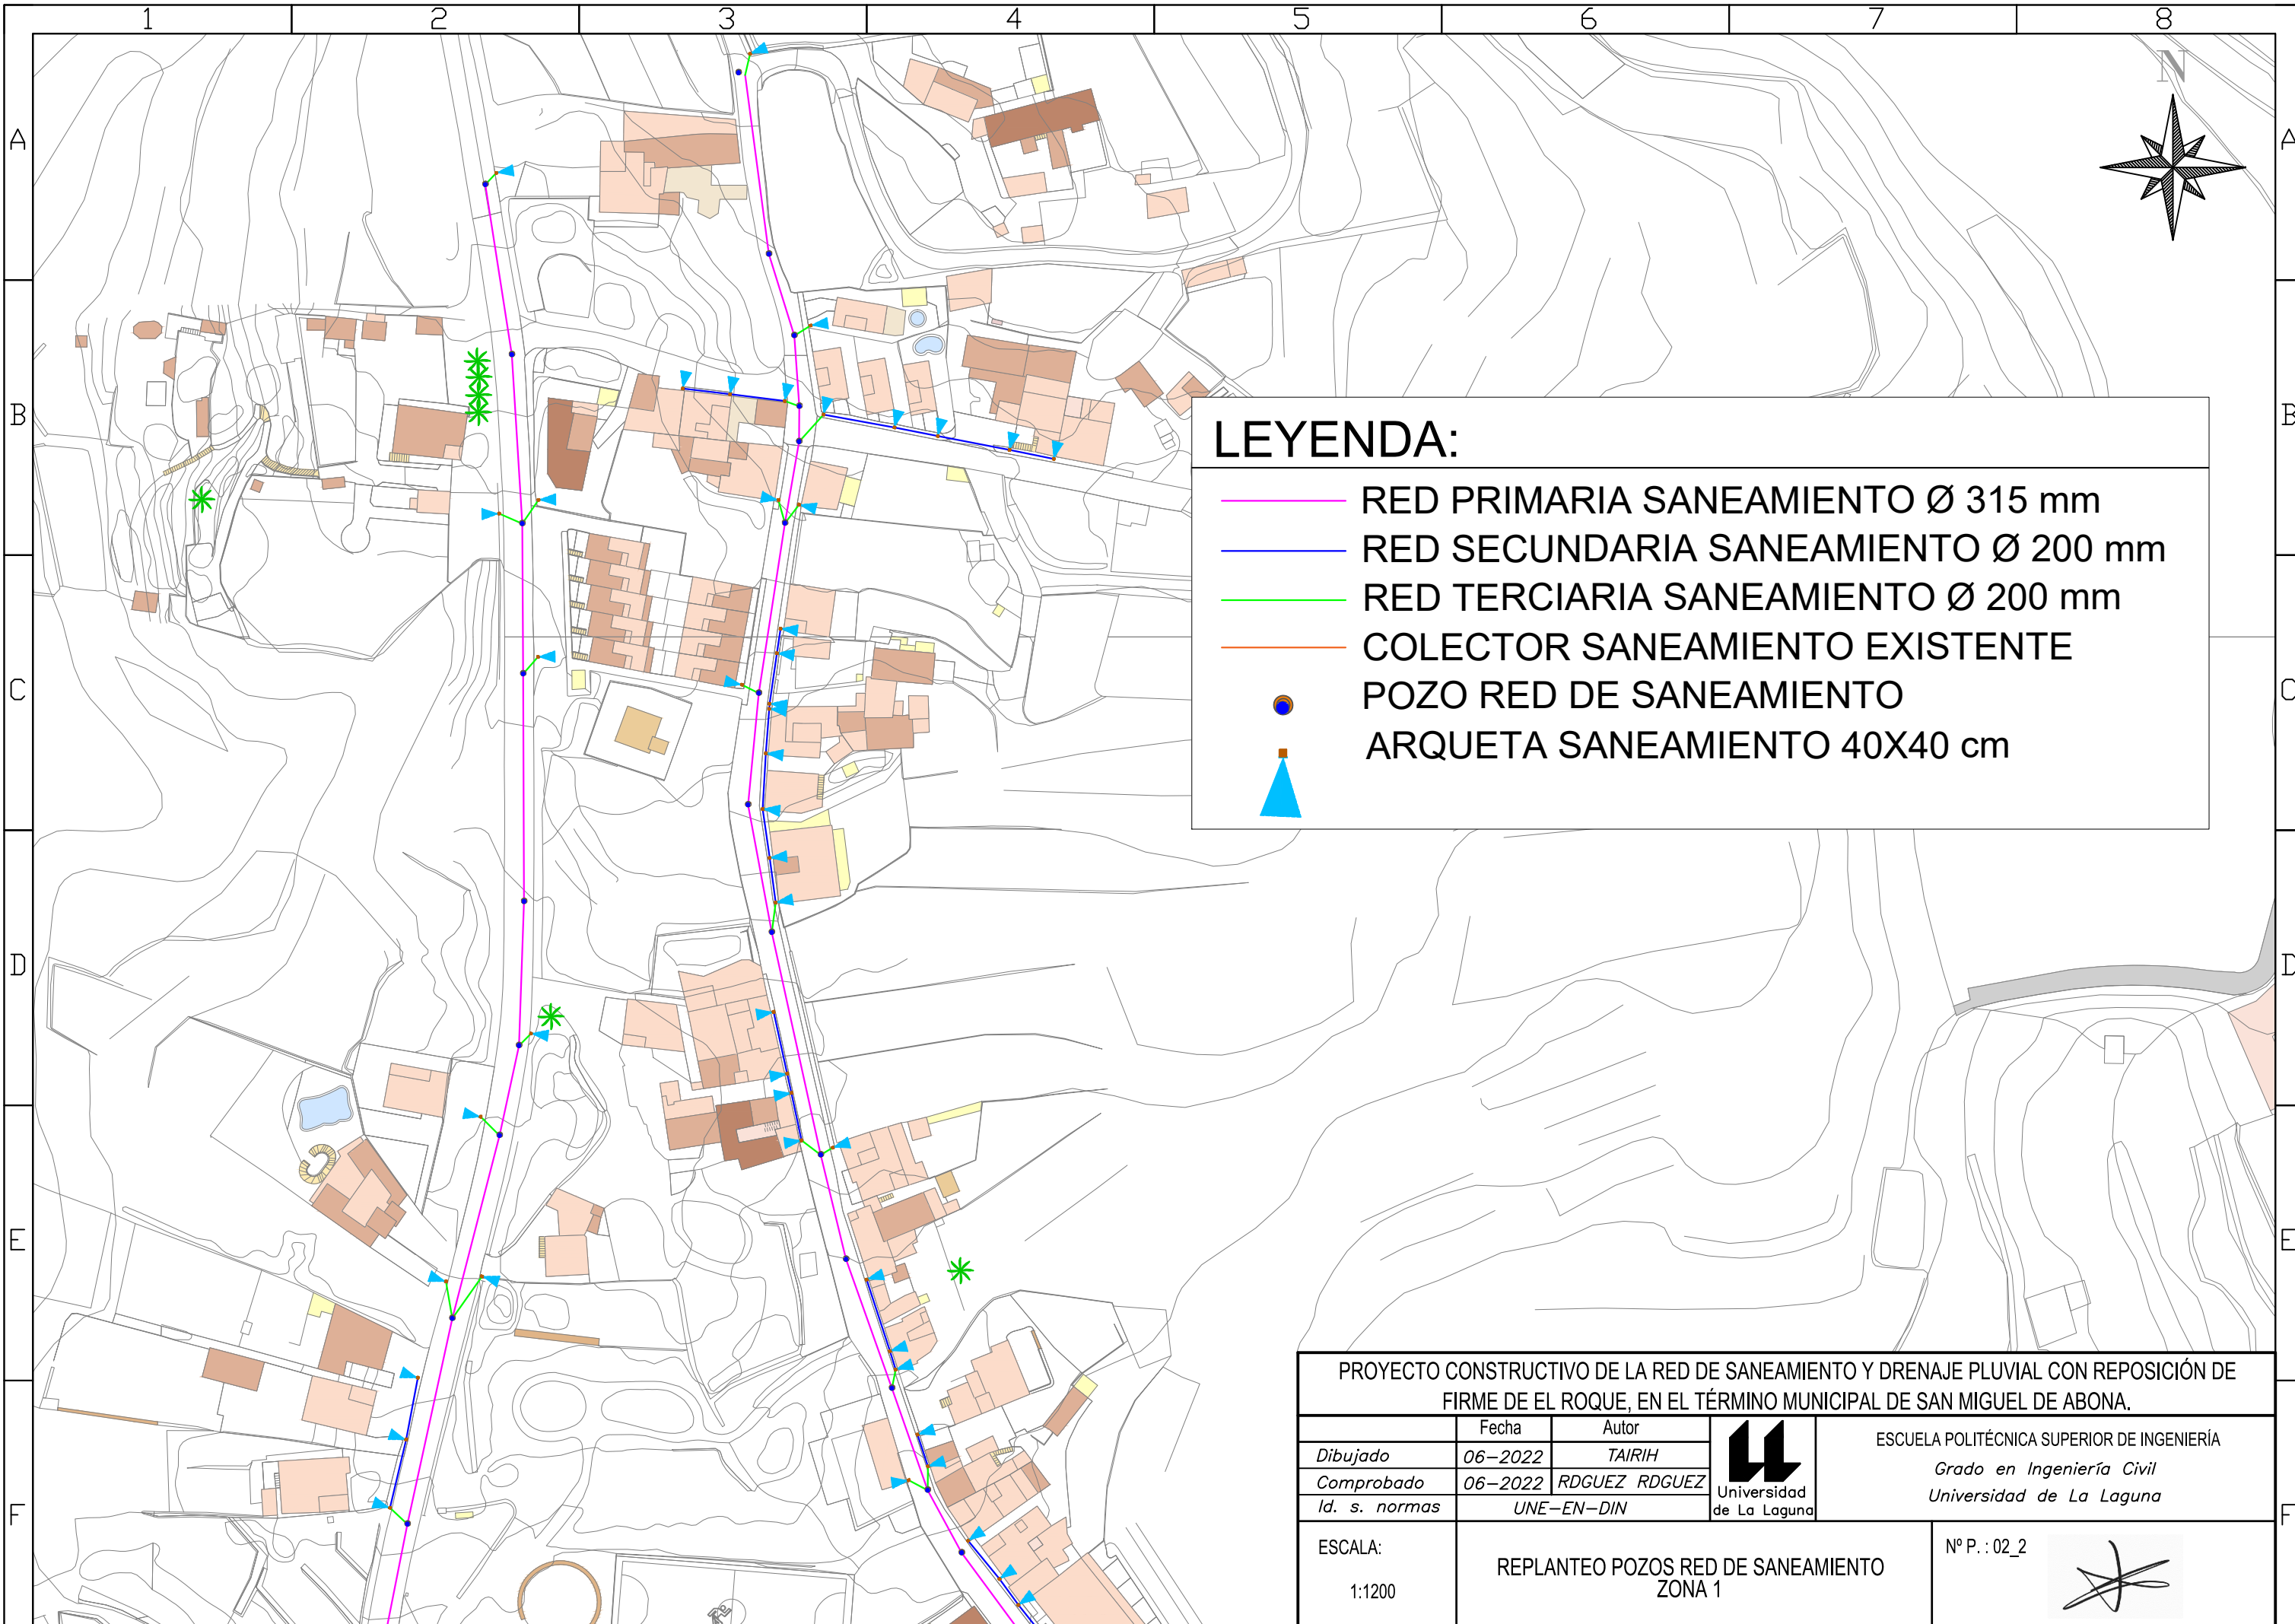 1 2 3 4 5 6 7 8
N
A A
B B
C C
D D
E E
F F
LEYENDA:
RED PRIMARIA SANEAMIENTO Ø 315 mm
RED SECUNDARIA SANEAMIENTO Ø 200 mm
RED TERCIARIA SANEAMIENTO Ø 200 mm
COLECTOR SANEAMIENTO EXISTENTE
POZO RED DE SANEAMIENTO
ARQUETA SANEAMIENTO 40X40 cm
PROYECTO CONSTRUCTIVO DE LA RED DE SANEAMIENTO Y DRENAJE PLUVIAL CON REPOSICIÓN DE
FIRME DE EL ROQUE, EN EL TÉRMINO MUNICIPAL DE SAN MIGUEL DE ABONA.
Fecha Autor
Dibujado 06-2022 TAIRIH
Comprobado 06-2022 RDGUEZ RDGUEZ
Id. s. normas UNE-EN-DIN
Universidad
de La Laguna
ESCUELA POLITÉCNICA SUPERIOR DE INGENIERÍA
Grado en Ingeniería Civil
Universidad de La Laguna
ESCALA:
1:1200
REPLANTEO POZOS RED DE SANEAMIENTO
ZONA 1
Nº P. : 02_2